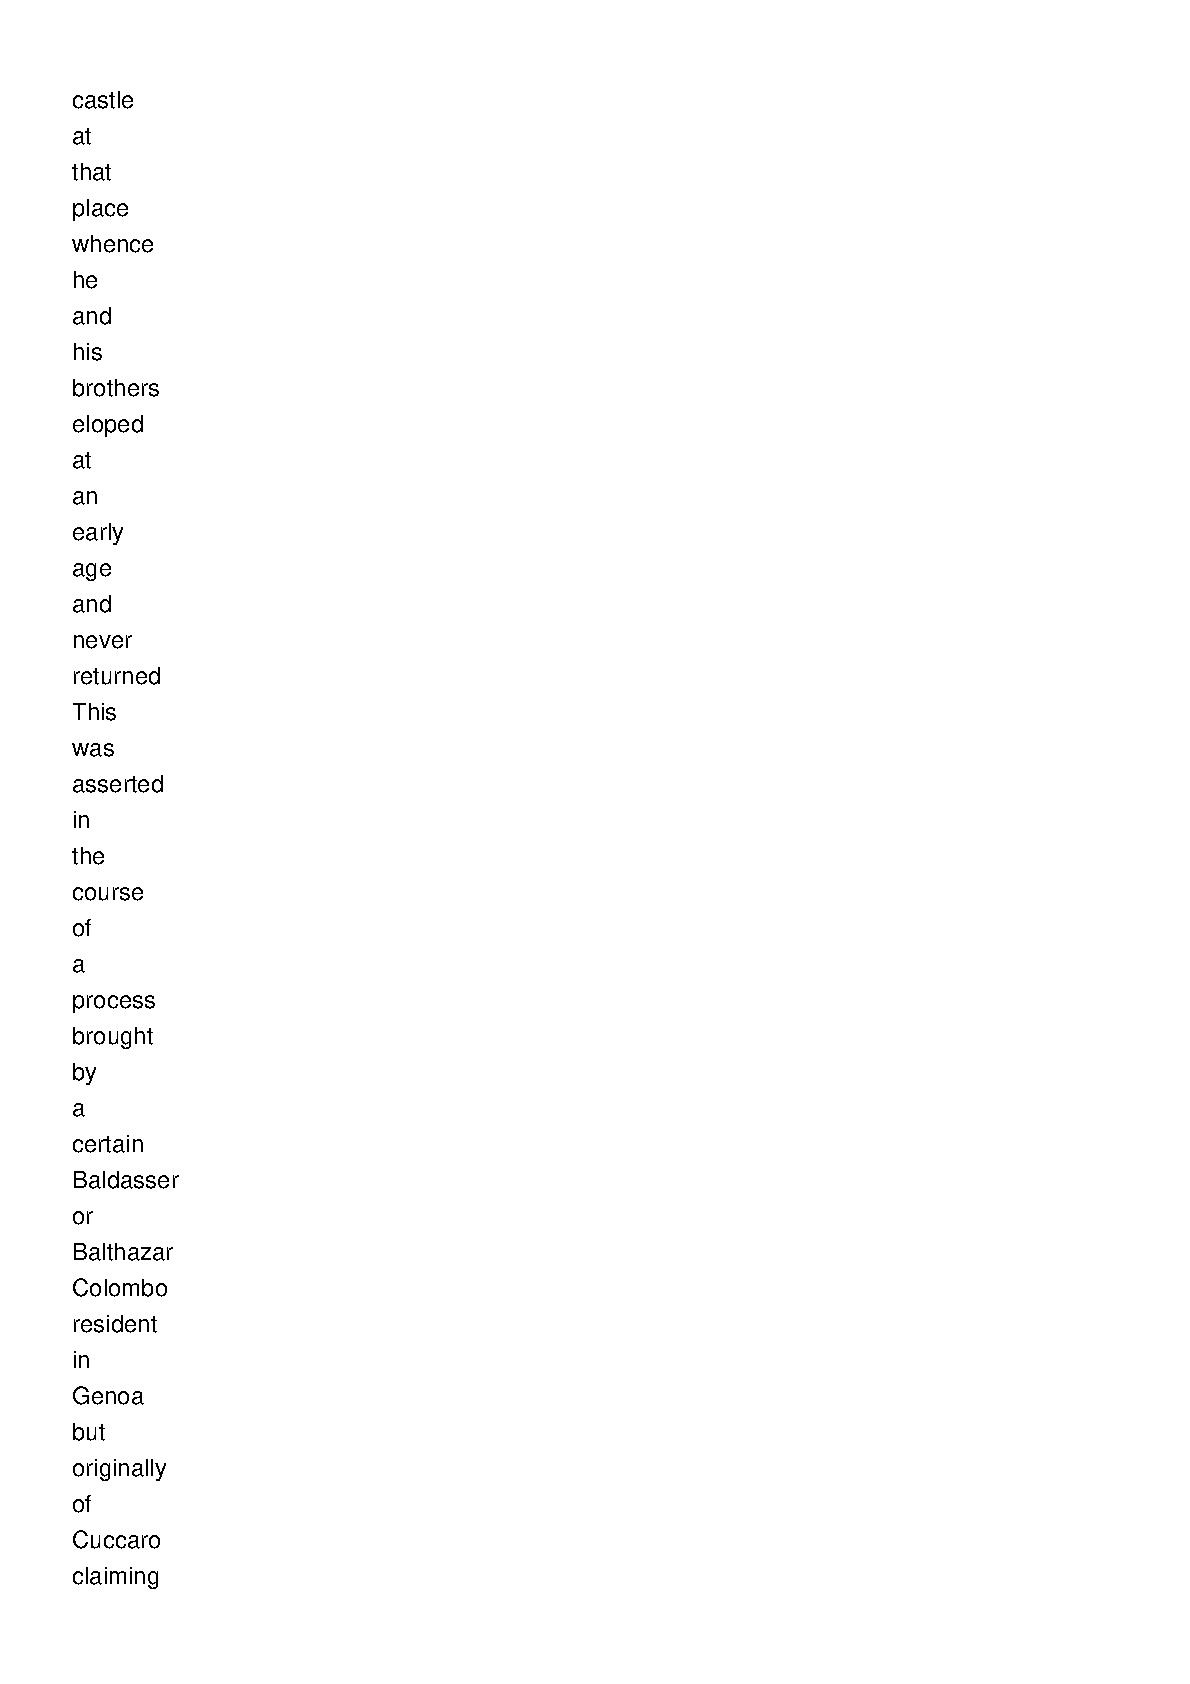 castle
at
that
place
whence
he
and
his
brothers
eloped
at
an
early
age
and
never
returned
This
was
asserted
in
the
course
of
a
process
brought
by
a
certain
Baldasser
or
Balthazar
Colombo
resident
in
Genoa
but
originally
of
Cuccaro
claiming